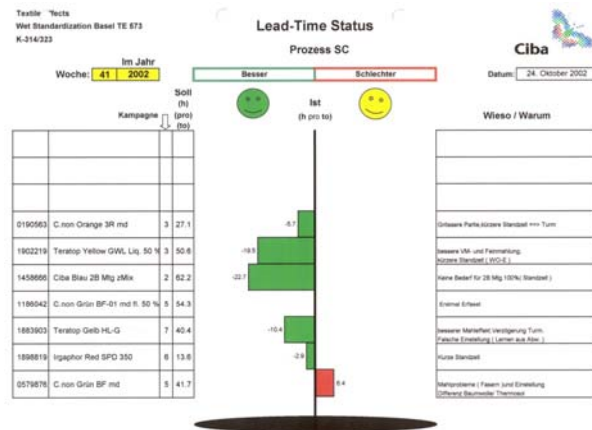 Textile
Wet Standardization Basel TE 673
K-314/323
Lead-Time Status
Prozess SC
Ciba
Im Jahr
Woche: 41 2002
Besser Schlechter
Datum: 24. Oktober 2002
Soll
(h)
Kampagne (pro)
(to)
Ist
(h pro to)
Wieso / Warum
0190563 C.non Orange 3R md 3 27.1 -5.7 Grössere Partie, kürzere Standzeit Turm
1902219 Teratop Yellow GWL Liq. 50 % 3 50.6 -19.5 bessere VM- und Feinmahlung,
kürzere Standzeit ( WO-E )
1458666 Ciba Blau 2B Mtg zMix 2 62.2 -22.7 Keine Bedarf für 2B Mtg 100%( Standzeit )
1186042 C.non Grün BF-01 md fl. 50 % 5 54.3 Erstmal Erfasst
1883903 Teratop Gelb HL-G 7 40.4 -10.4 besserer Mahleffekt, Verzögerung Turm.
Falsche Einstellung ( Lernen aus Abw. )
1898819 Irgaphor Red SPD 350 6 13.6 -2.9 Kurze Standzeit
0579876 C.non Grün BF md 5 41.7 6.4 Mahlprobleme ( Fasern )und Einstellung
Differenz Baumwoller Thermosol